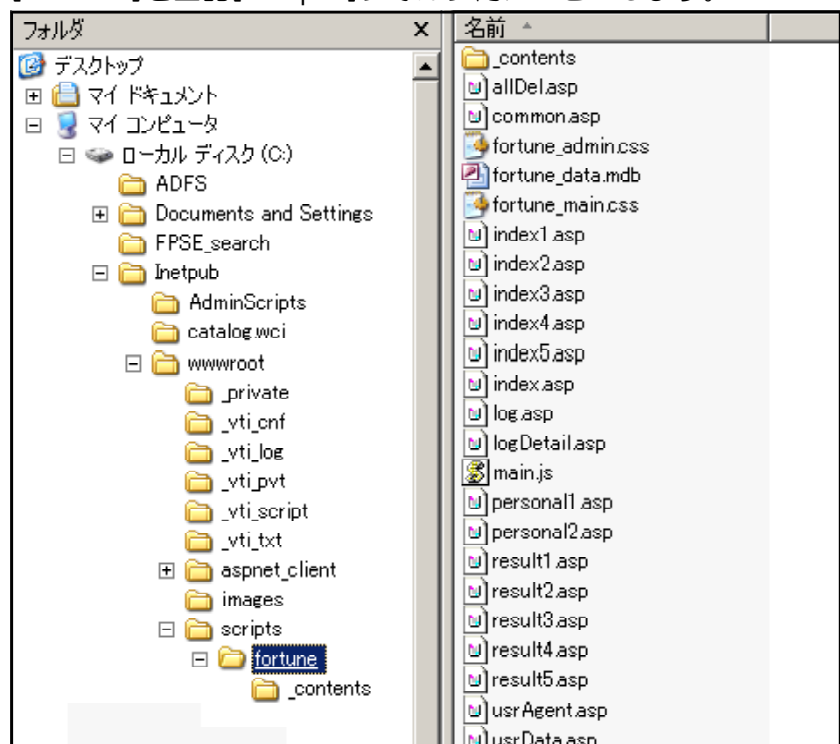 フォルダ x
デスクトップ
マイ ドキュメント
マイ コンピュータ
ローカル ディスク (C:)
ADFS
Documents and Settings
FPSE_search
Inetpub
AdminScripts
catalog.wci
wwwroot
_private
_vti_cnf
_vti_log
_vti_pvt
_vti_script
_vti_txt
aspnet_client
images
scripts
fortune
_contents
名前
_contents
allDel.asp
common.asp
fortune_admin.css
fortune_data.mdb
fortune_main.css
index1.asp
index2.asp
index3.asp
index4.asp
index5.asp
index.asp
log.asp
logDetail.asp
main.js
personal1.asp
personal2.asp
result1.asp
result2.asp
result3.asp
result4.asp
result5.asp
usrAgent.asp
usrData.asp